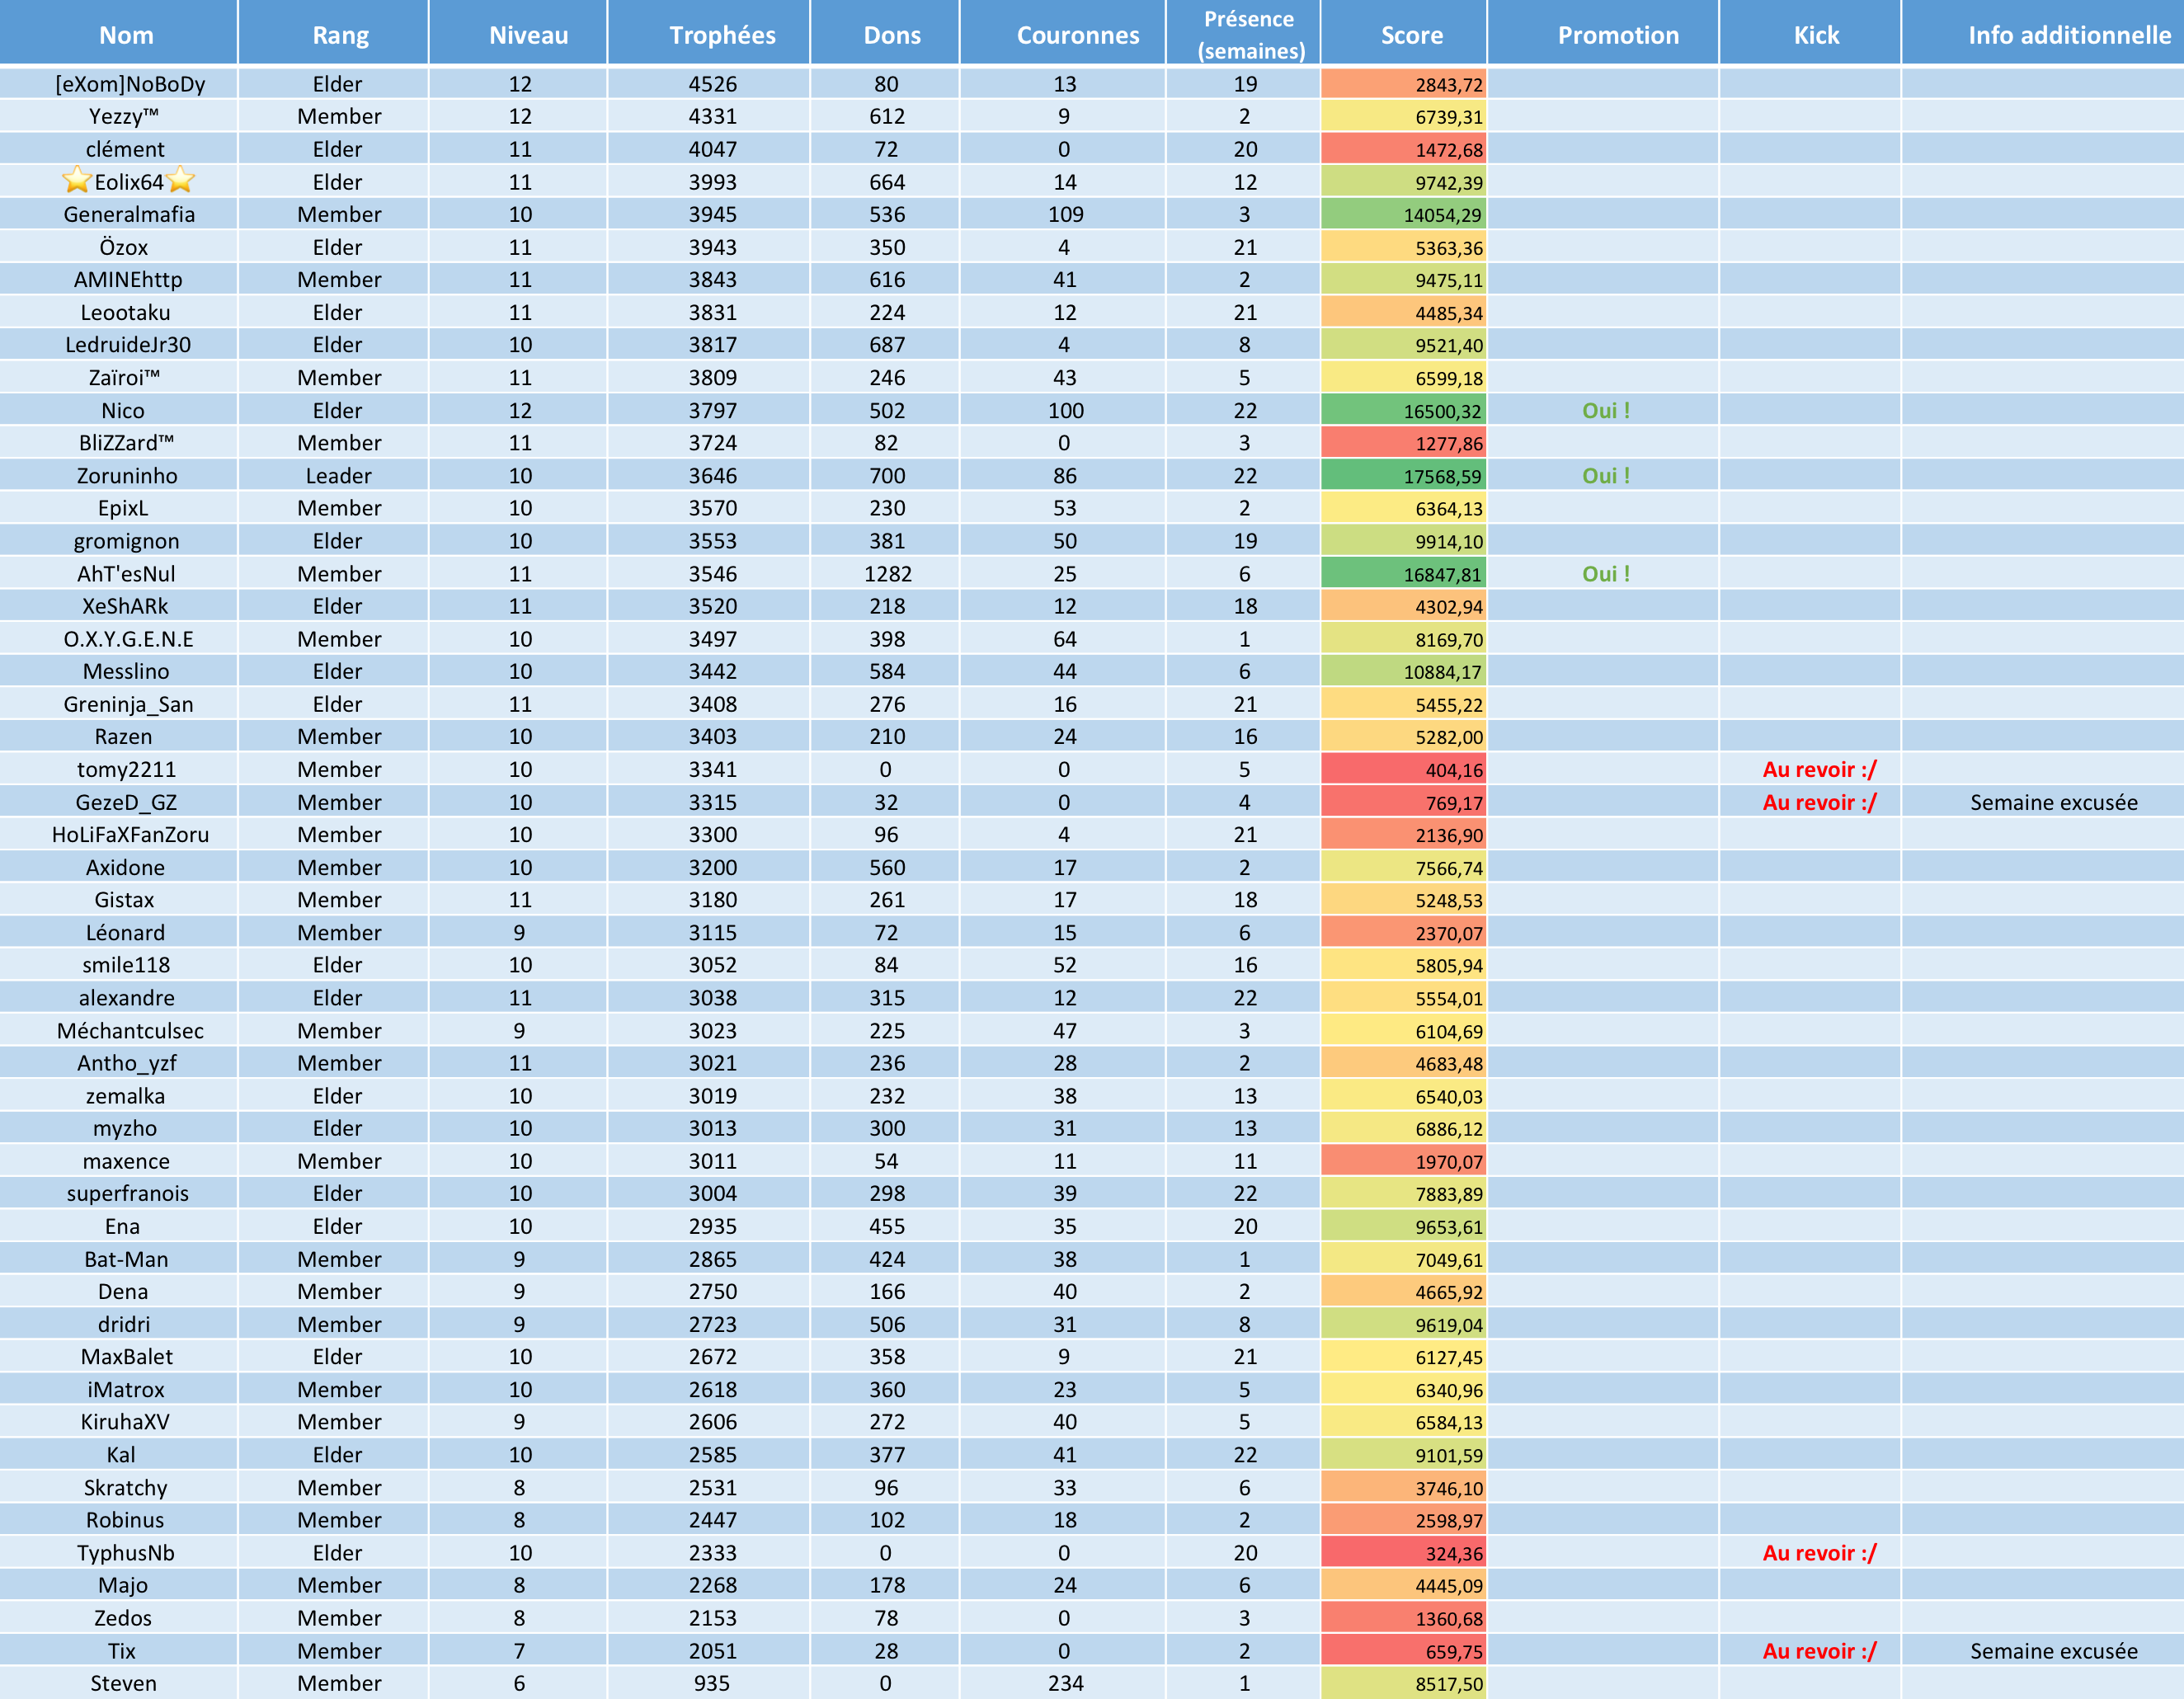 Nom Rang Niveau Trophées Dons Couronnes Présence (semaines) Score Promotion Kick Info additionnelle
[eXom]NoBoDy Elder 12 4526 80 13 19 2843,72
Yezzy™ Member 12 4331 612 9 2 6739,31
clément Elder 11 4047 72 0 20 1472,68
⭐Eolix64⭐ Elder 11 3993 664 14 12 9742,39
Generalmafia Member 10 3945 536 109 3 14054,29
Özox Elder 11 3943 350 4 21 5363,36
AMINEhttp Member 11 3843 616 41 2 9475,11
Leootaku Elder 11 3831 224 12 21 4485,34
LedruideJr30 Elder 10 3817 687 4 8 9521,40
Zaïroi™ Member 11 3809 246 43 5 6599,18
Nico Elder 12 3797 502 100 22 16500,32 Oui !
BliZZard™ Member 11 3724 82 0 3 1277,86
Zoruninho Leader 10 3646 700 86 22 17568,59 Oui !
EpixL Member 10 3570 230 53 2 6364,13
gromignon Elder 10 3553 381 50 19 9914,10
AhT'esNul Member 11 3546 1282 25 6 16847,81 Oui !
XeShARk Elder 11 3520 218 12 18 4302,94
O.X.Y.G.E.N.E Member 10 3497 398 64 1 8169,70
Messlino Elder 10 3442 584 44 6 10884,17
Greninja_San Elder 11 3408 276 16 21 5455,22
Razen Member 10 3403 210 24 16 5282,00
tomy2211 Member 10 3341 0 0 5 404,16 Au revoir :/
GezeD_GZ Member 10 3315 32 0 4 769,17 Au revoir :/ Semaine excusée
HoLiFaXFanZoru Member 10 3300 96 4 21 2136,90
Axidone Member 10 3200 560 17 2 7566,74
Gistax Member 11 3180 261 17 18 5248,53
Léonard Member 9 3115 72 15 6 2370,07
smile118 Elder 10 3052 84 52 16 5805,94
alexandre Elder 11 3038 315 12 22 5554,01
Méchantculsec Member 9 3023 225 47 3 6104,69
Antho_yzf Member 11 3021 236 28 2 4683,48
zemalka Elder 10 3019 232 38 13 6540,03
myzho Elder 10 3013 300 31 13 6886,12
maxence Member 10 3011 54 11 11 1970,07
superfranois Elder 10 3004 298 39 22 7883,89
Ena Elder 10 2935 455 35 20 9653,61
Bat-Man Member 9 2865 424 38 1 7049,61
Dena Member 9 2750 166 40 2 4665,92
dridri Member 9 2723 506 31 8 9619,04
MaxBalet Elder 10 2672 358 9 21 6127,45
iMatrox Member 10 2618 360 23 5 6340,96
KiruhaXV Member 9 2606 272 40 5 6584,13
Kal Elder 10 2585 377 41 22 9101,59
Skratchy Member 8 2531 96 33 6 3746,10
Robinus Member 8 2447 102 18 2 2598,97
TyphusNb Elder 10 2333 0 0 20 324,36 Au revoir :/
Majo Member 8 2268 178 24 6 4445,09
Zedos Member 8 2153 78 0 3 1360,68
Tix Member 7 2051 28 0 2 659,75 Au revoir :/ Semaine excusée
Steven Member 6 935 0 234 1 8517,50